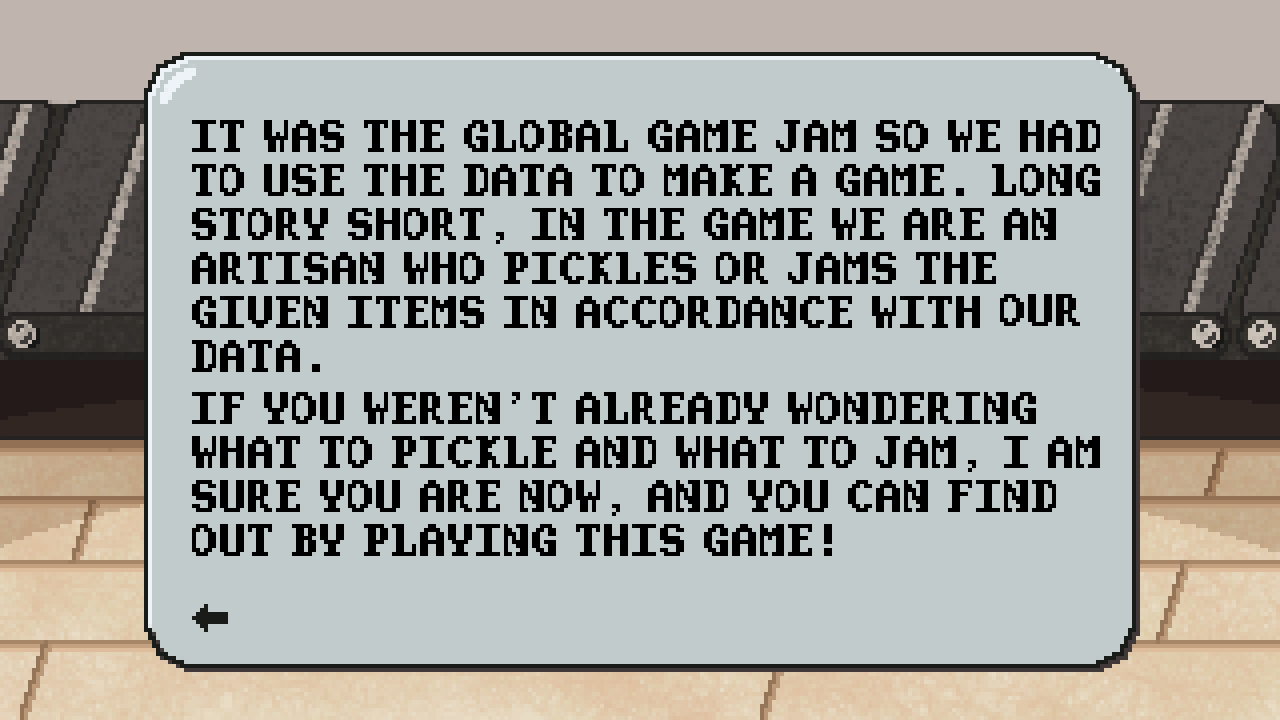 IT WAS THE GLOBAL GAME JAM SO WE HAD
TO USE THE DATA TO MAKE A GAME. LONG
STORY SHORT, IN THE GAME WE ARE AN
ARTISAN WHO PICKLES OR JAMS THE
GIVEN ITEMS IN ACCORDANCE WITH OUR
DATA.
IF YOU WEREN'T ALREADY WONDERING
WHAT TO PICKLE AND WHAT TO JAM, I AM
SURE YOU ARE NOW, AND YOU CAN FIND
OUT BY PLAYING THIS GAME!